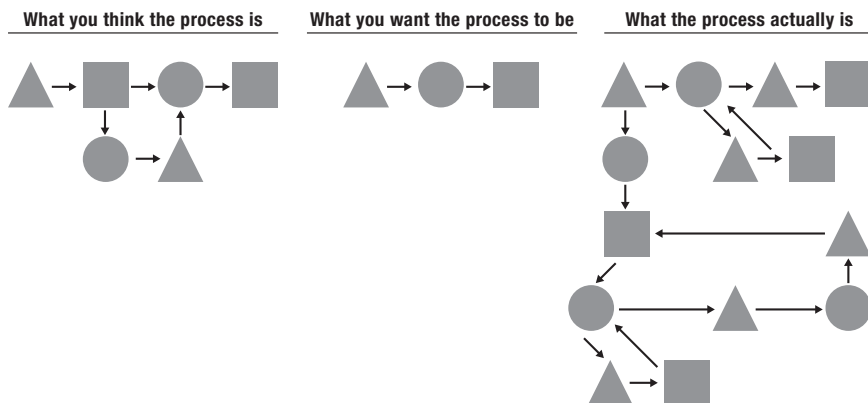 What you think the process is
What you want the process to be
What the process actually is